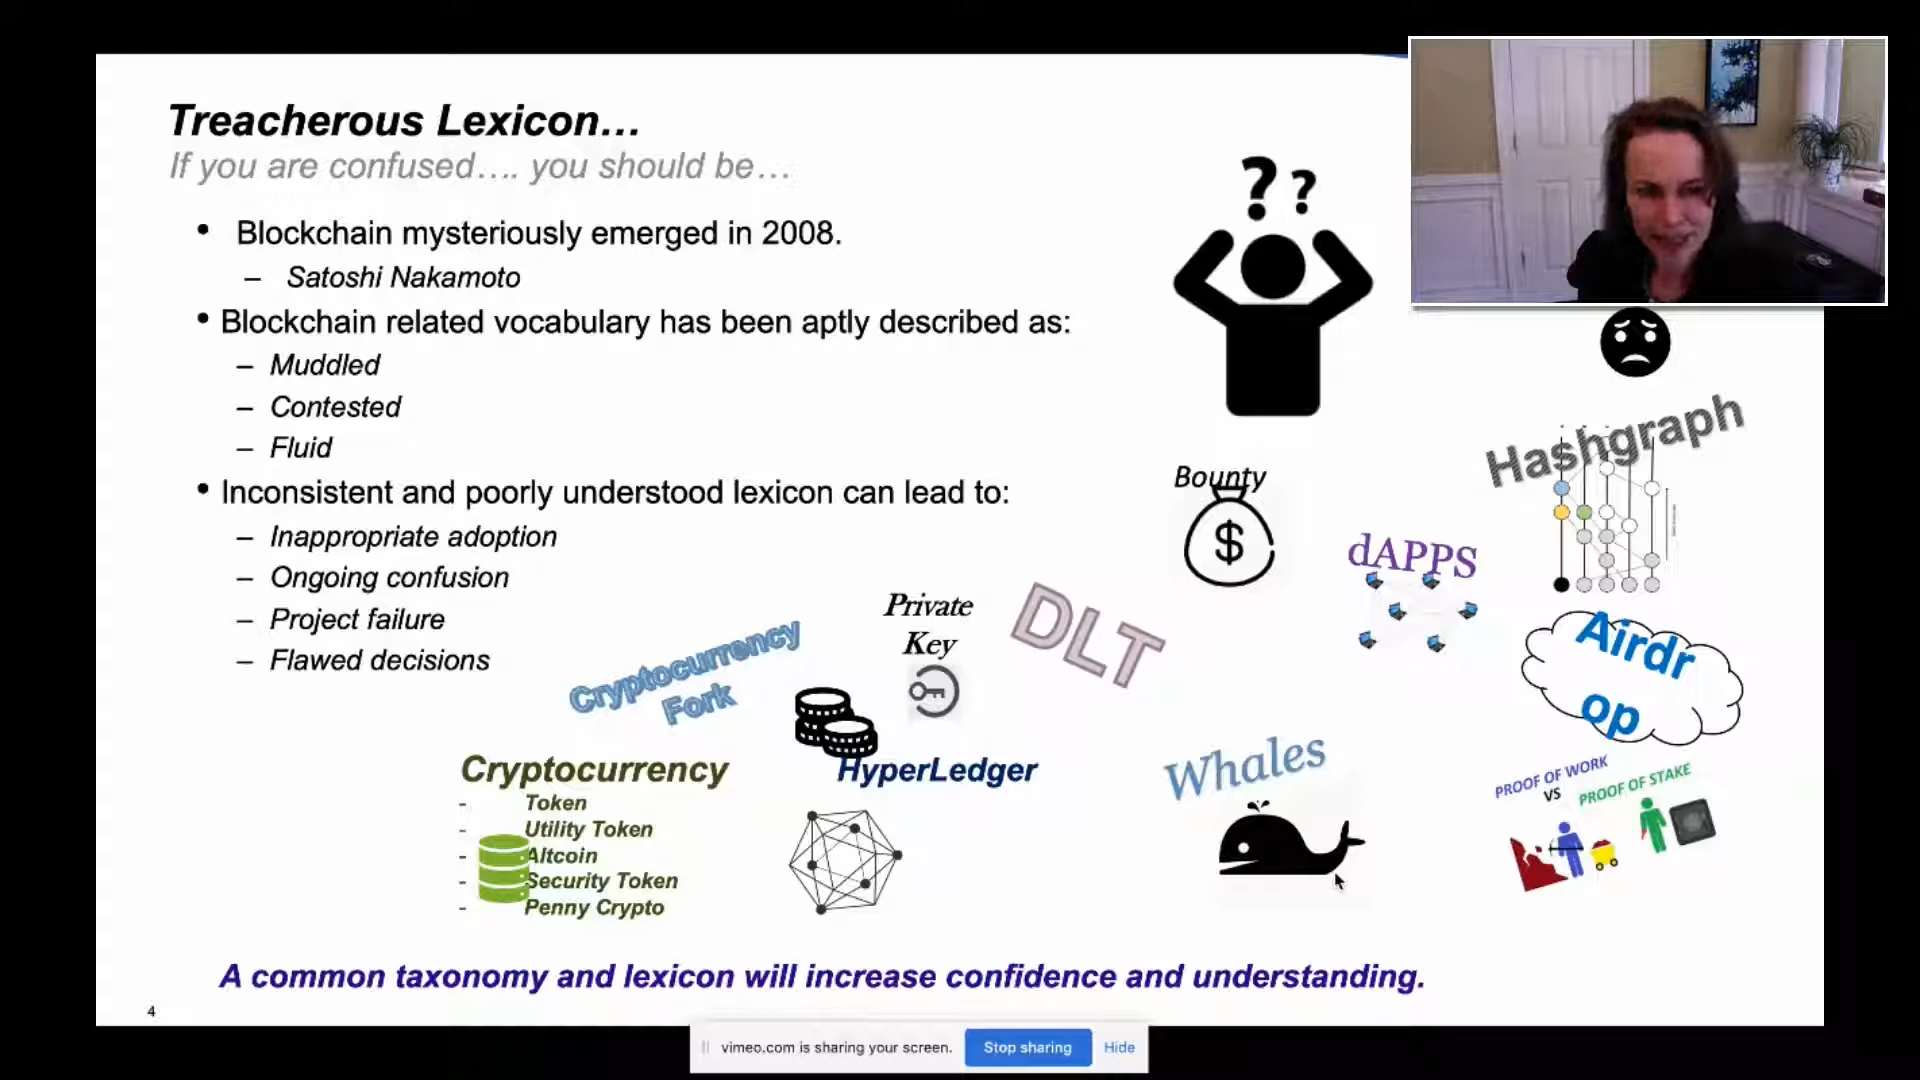 Treacherous Lexicon...
If you are confused.... you should be...
• Blockchain mysteriously emerged in 2008.
– Satoshi Nakamoto
• Blockchain related vocabulary has been aptly described as:
– Muddled
– Contested
– Fluid
• Inconsistent and poorly understood lexicon can lead to:
– Inappropriate adoption
– Ongoing confusion
– Project failure
– Flawed decisions
? ?
Hashgraph
Bounty
$
dAPPS
Private
Key
DLT
Cryptocurrency
Fork
Airdr
op
Cryptocurrency
- Token
- Utility Token
- Altcoin
- Security Token
- Penny Crypto
HyperLedger
Whales
PROOF OF WORK
VS
PROOF OF STAKE
A common taxonomy and lexicon will increase confidence and understanding.
4
vimeo.com is sharing your screen. Stop sharing Hide